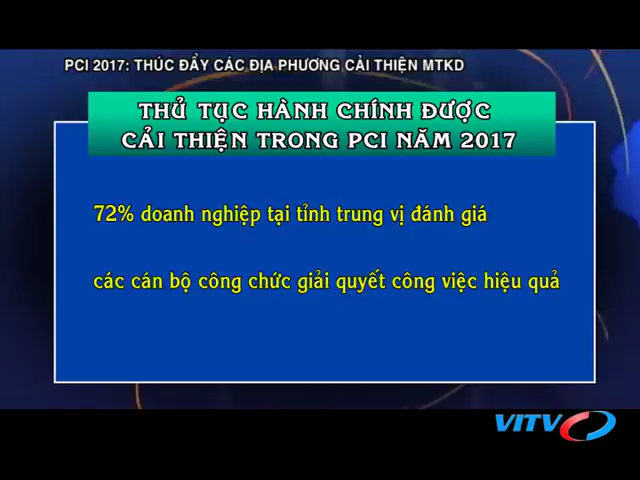 PCI 2017: THÚC ĐẨY CÁC ĐỊA PHƯƠNG CẢI THIỆN MTKD
THỦ TỤC HÀNH CHÍNH ĐƯỢC
CẢI THIỆN TRONG PCI NĂM 2017
72% doanh nghiệp tại tỉnh trung vị đánh giá
các cán bộ công chức giải quyết công việc hiệu quả
VITV